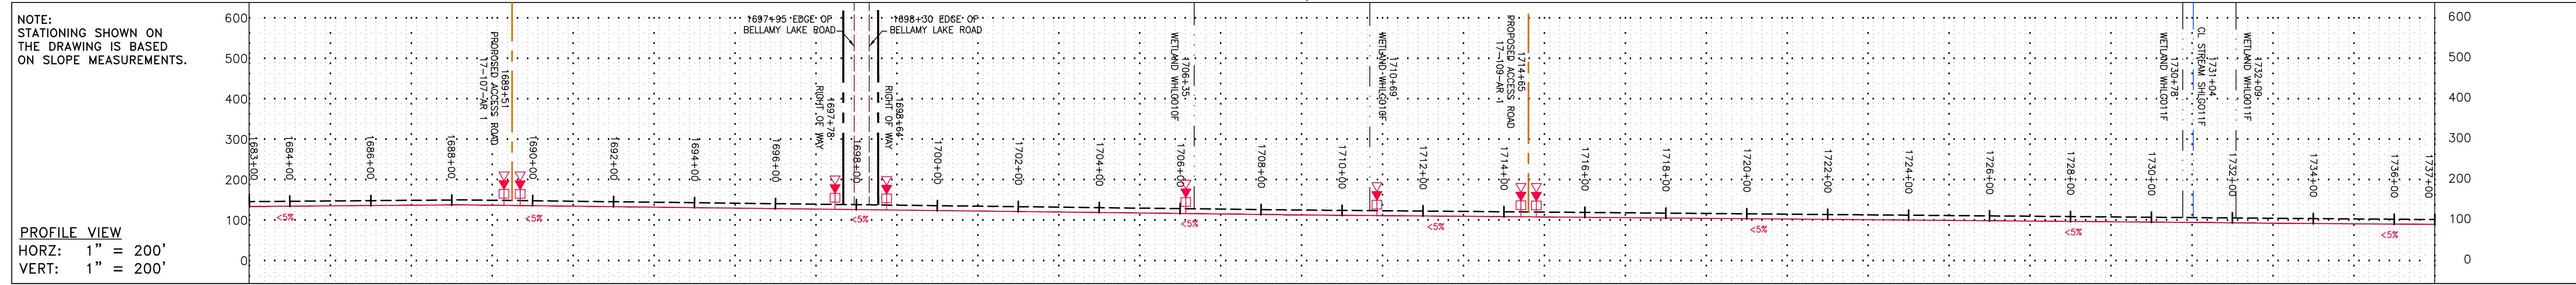 NOTE:
STATIONING SHOWN ON
THE DRAWING IS BASED
ON SLOPE MEASUREMENTS.
PROFILE VIEW
HORZ: 1" = 200'
VERT: 1" = 200'
600
500
400
300
200
100
0
1683+00
1684+00
1686+00
1688+00
1689+51
PROPOSED ACCESS ROAD
17-107-AR 1
1690+00
1692+00
1694+00
1696+00
1697+95 EDGE OF
BELLAMY LAKE ROAD
1697+78
RIGHT OF WAY
1698+00
1698+30 EDGE OF
BELLAMY LAKE ROAD
1698+64
RIGHT OF WAY
1700+00
1702+00
1704+00
1706+00
1706+35
WETLAND WHLG010F
1708+00
1710+00
1710+69
WETLAND WHLG010F
1712+00
1714+00
1714+65
PROPOSED ACCESS ROAD
17-109-AR 1
1716+00
1718+00
1720+00
1722+00
1724+00
1726+00
1728+00
1730+00
1730+78
WETLAND WHLG011F
1731+04
CL STREAM SHLG011F
1732+09
WETLAND WHLG011F
1732+00
1734+00
1736+00
1737+00
<5%
<5%
<5%
<5%
<5%
<5%
<5%
<5%
600
500
400
300
200
100
0